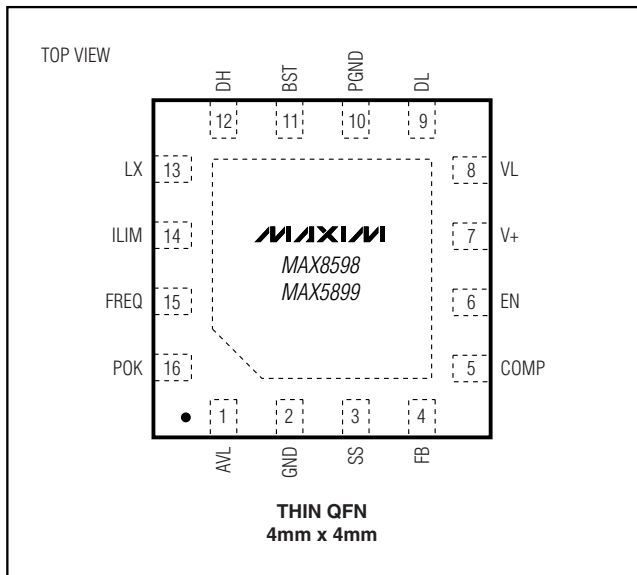 TOP VIEW
DH BST PGND DL
12 11 10 9
LX 13 8 VL
ILIM 14 MAXIM 7 V+
MAX8598
MAX5899
FREQ 15 6 EN
POK 16 5 COMP
1 2 3 4
AVL GND SS FB
THIN QFN
4mm x 4mm